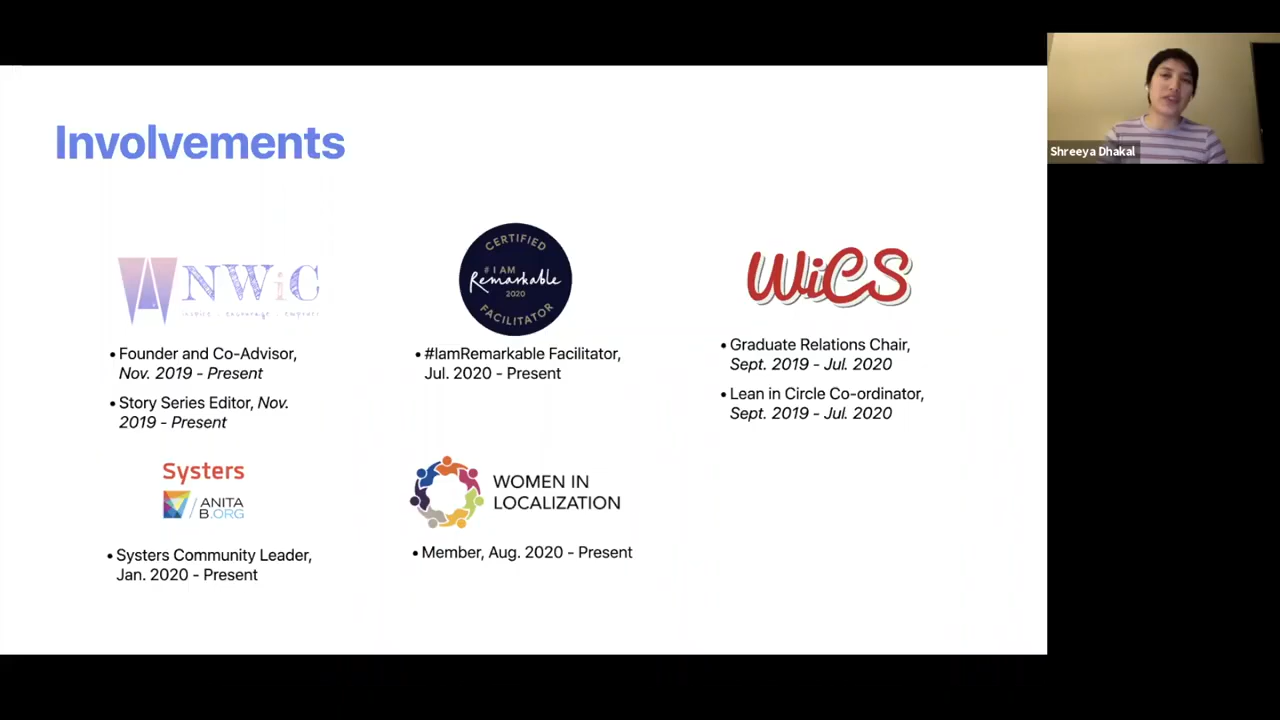 Involvements
Shreeya Dhakal
NWiC
inspire | encourage | empower
CERTIFIED
# I AM
Remarkable
2020
FACILITATOR
WiCS
• Founder and Co-Advisor,
Nov. 2019 - Present
• Story Series Editor, Nov.
2019 - Present
• #IamRemarkable Facilitator,
Jul. 2020 - Present
• Graduate Relations Chair,
Sept. 2019 - Jul. 2020
• Lean in Circle Co-ordinator,
Sept. 2019 - Jul. 2020
Systers
ANITA
B.ORG
WOMEN IN
LOCALIZATION
• Systers Community Leader,
Jan. 2020 - Present
• Member, Aug. 2020 - Present